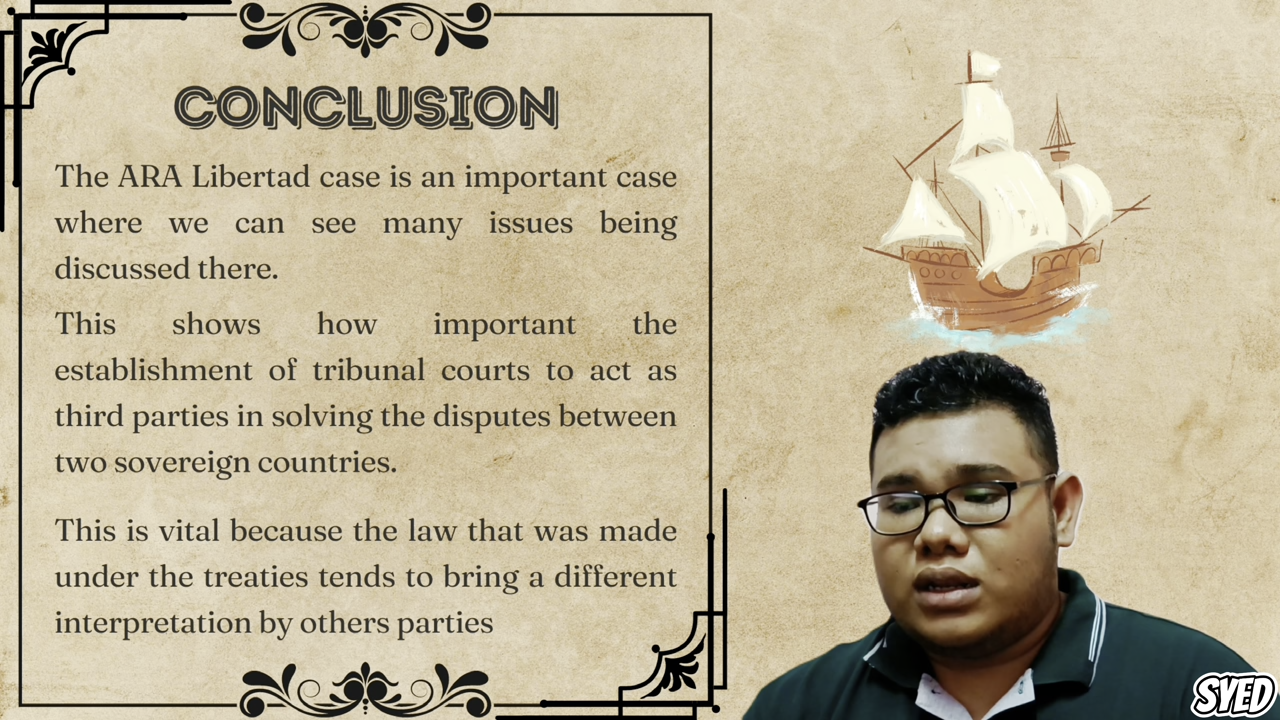 CONCLUSION
The ARA Libertad case is an important case
where we can see many issues being
discussed there.
This shows how important the
establishment of tribunal courts to act as
third parties in solving the disputes between
two sovereign countries.
This is vital because the law that was made
under the treaties tends to bring a different
interpretation by others parties
SYED